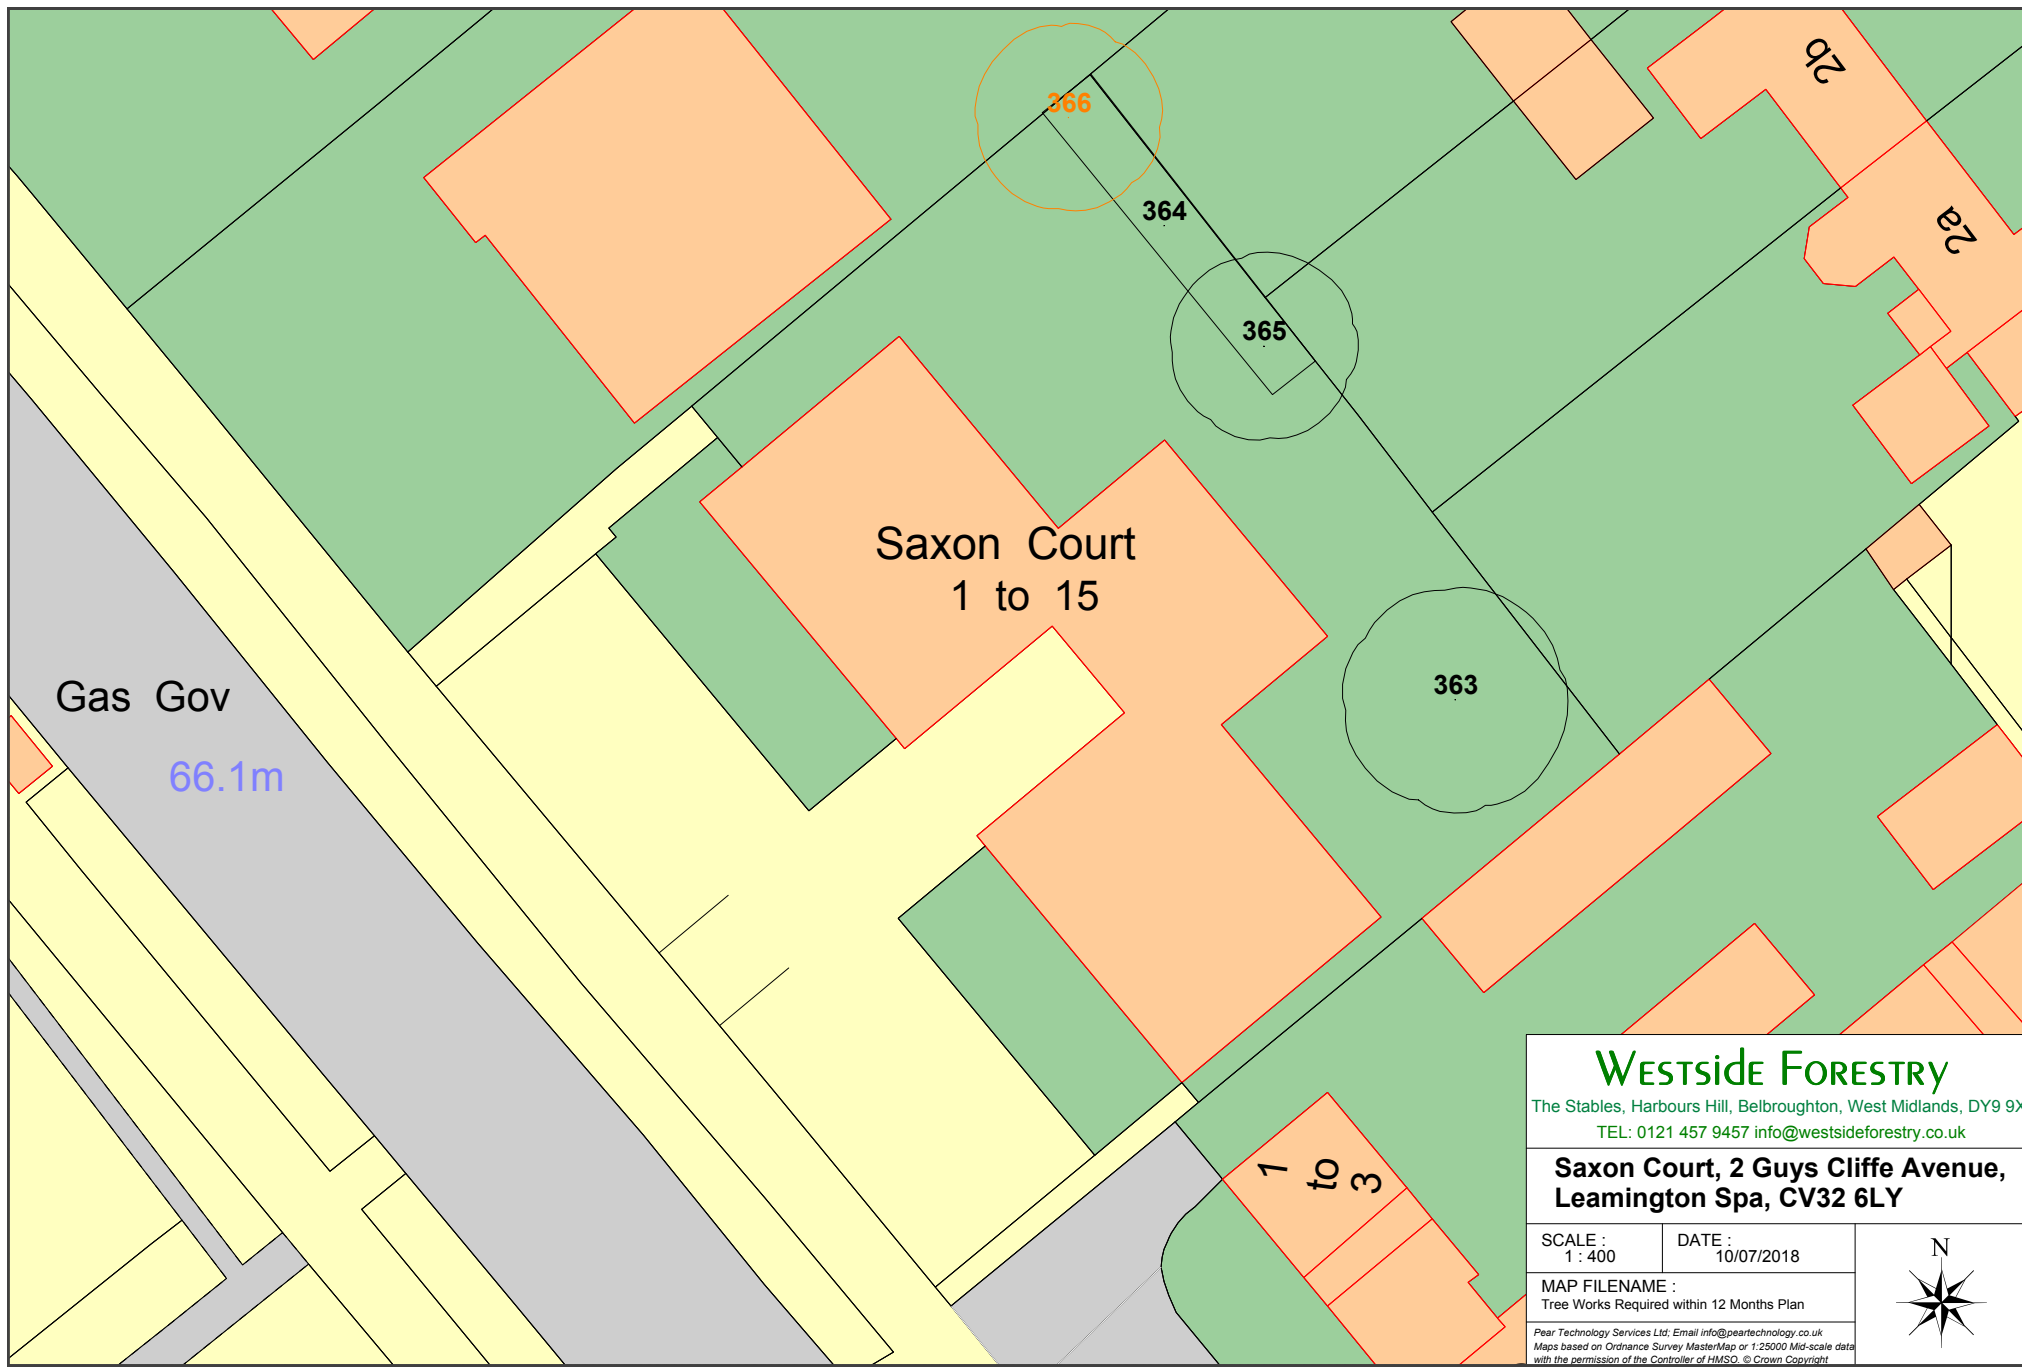 2b
366
364
2a
365
Saxon Court
1 to 15
363
Gas Gov
66.1m
1
to
3
WESTSIDE FORESTRY
The Stables, Harbours Hill, Belbroughton, West Midlands, DY9 9X
TEL: 0121 457 9457 info@westsideforestry.co.uk
Saxon Court, 2 Guys Cliffe Avenue,
Leamington Spa, CV32 6LY
SCALE :
1 : 400
DATE :
10/07/2018
N
MAP FILENAME :
Tree Works Required within 12 Months Plan
Pear Technology Services Ltd; Email info@peartechnology.co.uk
Maps based on Ordnance Survey MasterMap or 1:25000 Mid-scale data
with the permission of the Controller of HMSO. © Crown Copyright